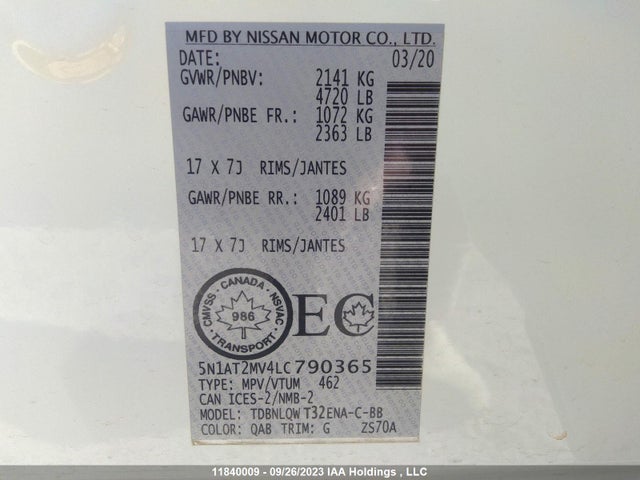 MFD BY NISSAN MOTOR CO., LTD.
DATE: 03/20
GVWR/PNBV: 2141 KG
4720 LB
GAWR/PNBE FR.: 1072 KG
2363 LB
17 X 7J RIMS/JANTES
GAWR/PNBE RR.: 1089 KG
2401 LB
17 X 7J RIMS/JANTES
CANADA
CMVSS NSVAC
986
TRANSPORT
EC
5N1AT2MV4LC790365
TYPE: MPV/VTUM 462
CAN ICES-2/NMB-2
MODEL: TDBNLQW T32ENA-C-BB
COLOR: QAB TRIM: G ZS70A
11840009 - 09/26/2023 IAA Holdings , LLC